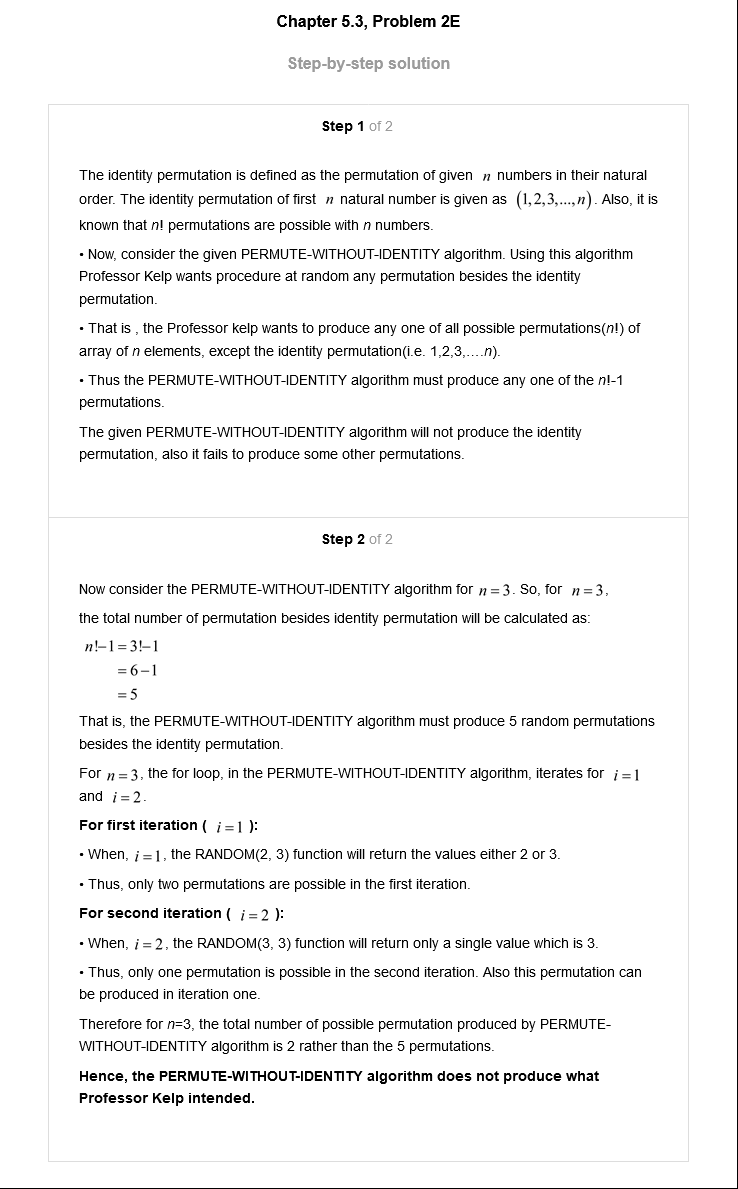 Chapter 5.3, Problem 2E
Step-by-step solution
Step 1 of 2
The identity permutation is defined as the permutation of given n numbers in their natural
order. The identity permutation of first n natural number is given as (1,2,3,...,n). Also, it is
known that n! permutations are possible with n numbers.
• Now, consider the given PERMUTE-WITHOUT-IDENTITY algorithm. Using this algorithm
Professor Kelp wants procedure at random any permutation besides the identity
permutation.
• That is , the Professor kelp wants to produce any one of all possible permutations(n!) of
array of n elements, except the identity permutation(i.e. 1,2,3,....n).
• Thus the PERMUTE-WITHOUT-IDENTITY algorithm must produce any one of the n!-1
permutations.
The given PERMUTE-WITHOUT-IDENTITY algorithm will not produce the identity
permutation, also it fails to produce some other permutations.
Step 2 of 2
Now consider the PERMUTE-WITHOUT-IDENTITY algorithm for n=3. So, for n=3,
the total number of permutation besides identity permutation will be calculated as:
n!−1=3!−1
=6−1
=5
That is, the PERMUTE-WITHOUT-IDENTITY algorithm must produce 5 random permutations
besides the identity permutation.
For n=3, the for loop, in the PERMUTE-WITHOUT-IDENTITY algorithm, iterates for i=1
and i=2.
For first iteration ( i=1 ):
• When, i=1, the RANDOM(2, 3) function will return the values either 2 or 3.
• Thus, only two permutations are possible in the first iteration.
For second iteration ( i=2 ):
• When, i=2, the RANDOM(3, 3) function will return only a single value which is 3.
• Thus, only one permutation is possible in the second iteration. Also this permutation can
be produced in iteration one.
Therefore for n=3, the total number of possible permutation produced by PERMUTE-
WITHOUT-IDENTITY algorithm is 2 rather than the 5 permutations.
Hence, the PERMUTE-WITHOUT-IDENTITY algorithm does not produce what
Professor Kelp intended.